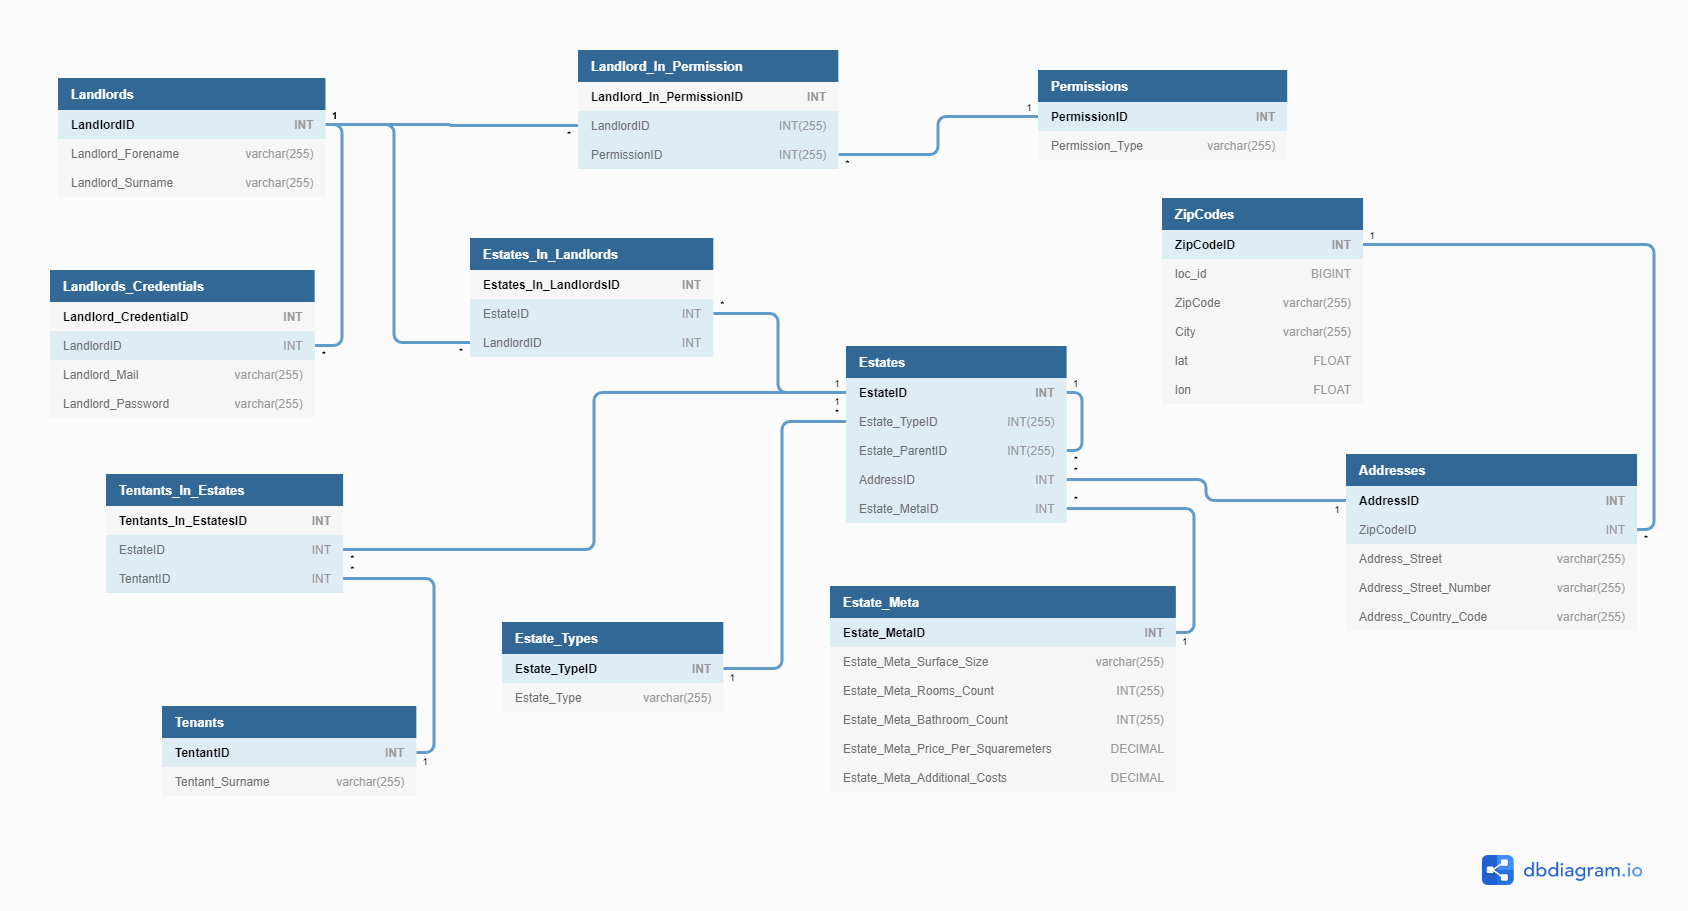 Landlords
LandlordID INT
Landlord_Forename varchar(255)
Landlord_Surname varchar(255)
1
*
Landlord_In_Permission
Landlord_In_PermissionID INT
LandlordID INT(255)
PermissionID INT(255)
*
1
Permissions
PermissionID INT
Permission_Type varchar(255)
ZipCodes
ZipCodeID INT
loc_id BIGINT
ZipCode varchar(255)
City varchar(255)
lat FLOAT
lon FLOAT
1
Estates_In_Landlords
Estates_In_LandlordsID INT
EstateID INT
LandlordID INT
*
*
Landlords_Credentials
Landlord_CredentialD INT
LandlordID INT
Landlord_Mail varchar(255)
Landlord_Password varchar(255)
*
Estates
EstateID INT
Estate_TypeID INT(255)
Estate_ParentID INT(255)
AddressID INT
Estate_MetaID INT
1
1
*
1
*
*
*
Addresses
AddressID INT
ZipCodeID INT
Address_Street varchar(255)
Address_Street_Number varchar(255)
Address_Country_Code varchar(255)
1
*
Tentants_In_Estates
Tentants_In_EstatesID INT
EstateID INT
TentantID INT
*
*
Estate_Types
Estate_TypeID INT
Estate_Type varchar(255)
1
Estate_Meta
Estate_MetaID INT
Estate_Meta_Surface_Size varchar(255)
Estate_Meta_Rooms_Count INT(255)
Estate_Meta_Bathroom_Count INT(255)
Estate_Meta_Price_Per_Squaremeters DECIMAL
Estate_Meta_Additional_Costs DECIMAL
1
Tenants
TentantID INT
Tentant_Surname varchar(255)
1
dbdiagram.io